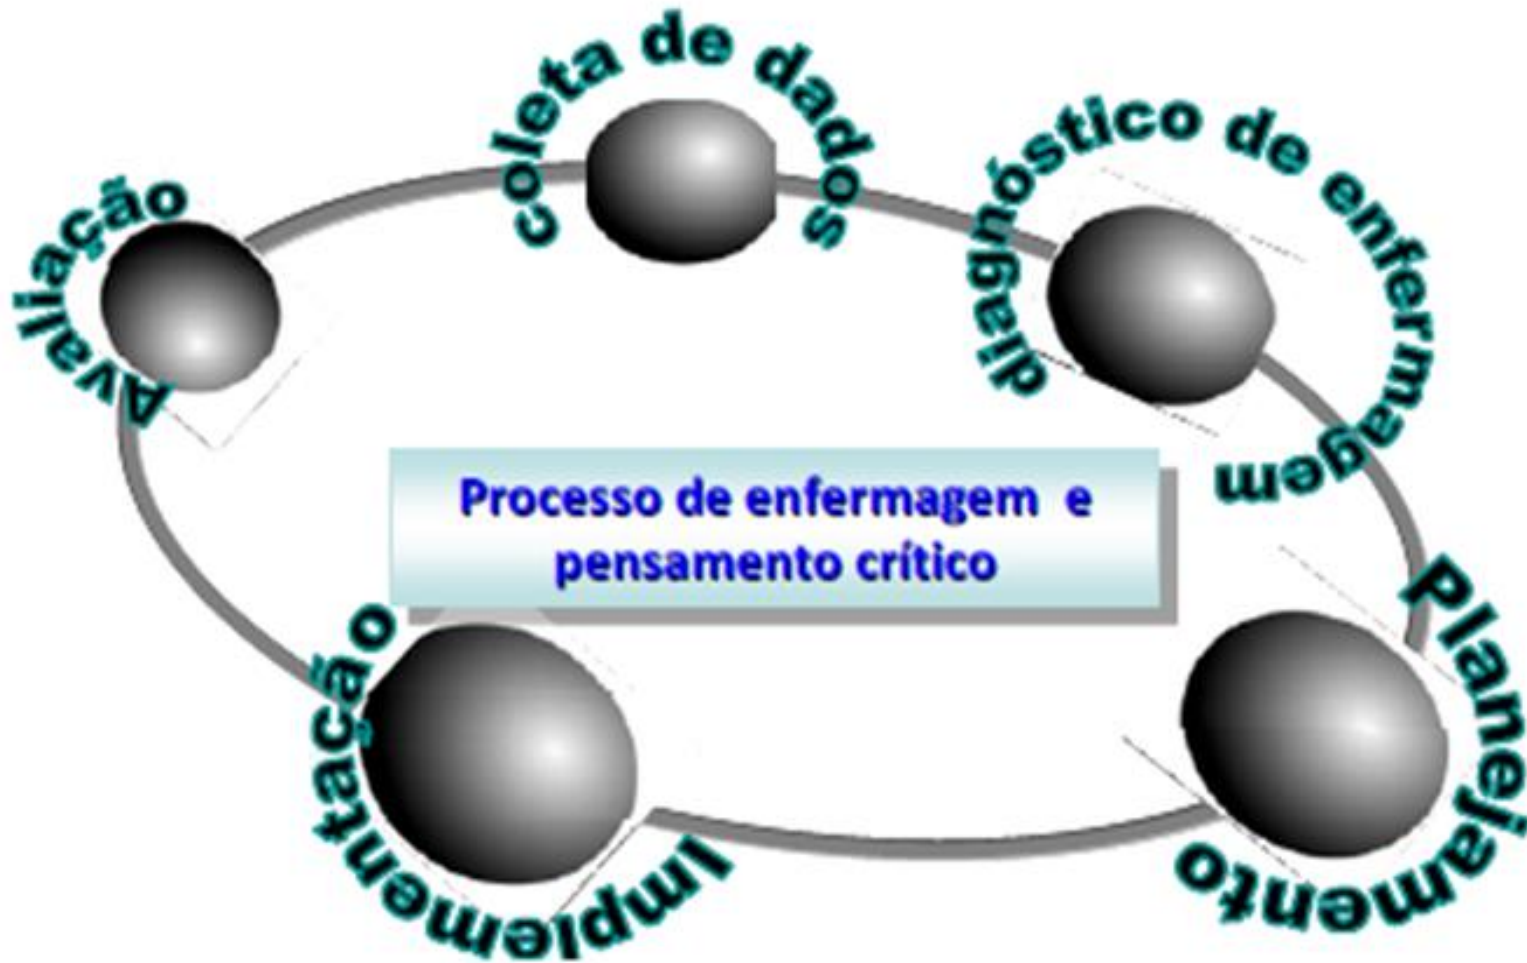 coleta de dados
diagnóstico de enfermagem
Avaliação
Processo de enfermagem e
pensamento crítico
Planejamento
Implementação